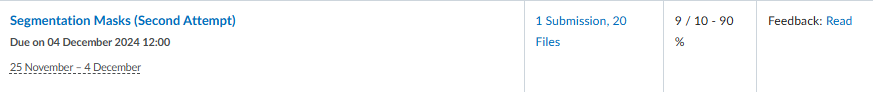 Segmentation Masks (Second Attempt)
Due on 04 December 2024 12:00
25 November – 4 December
1 Submission, 20
Files
9 / 10 - 90
%
Feedback: Read